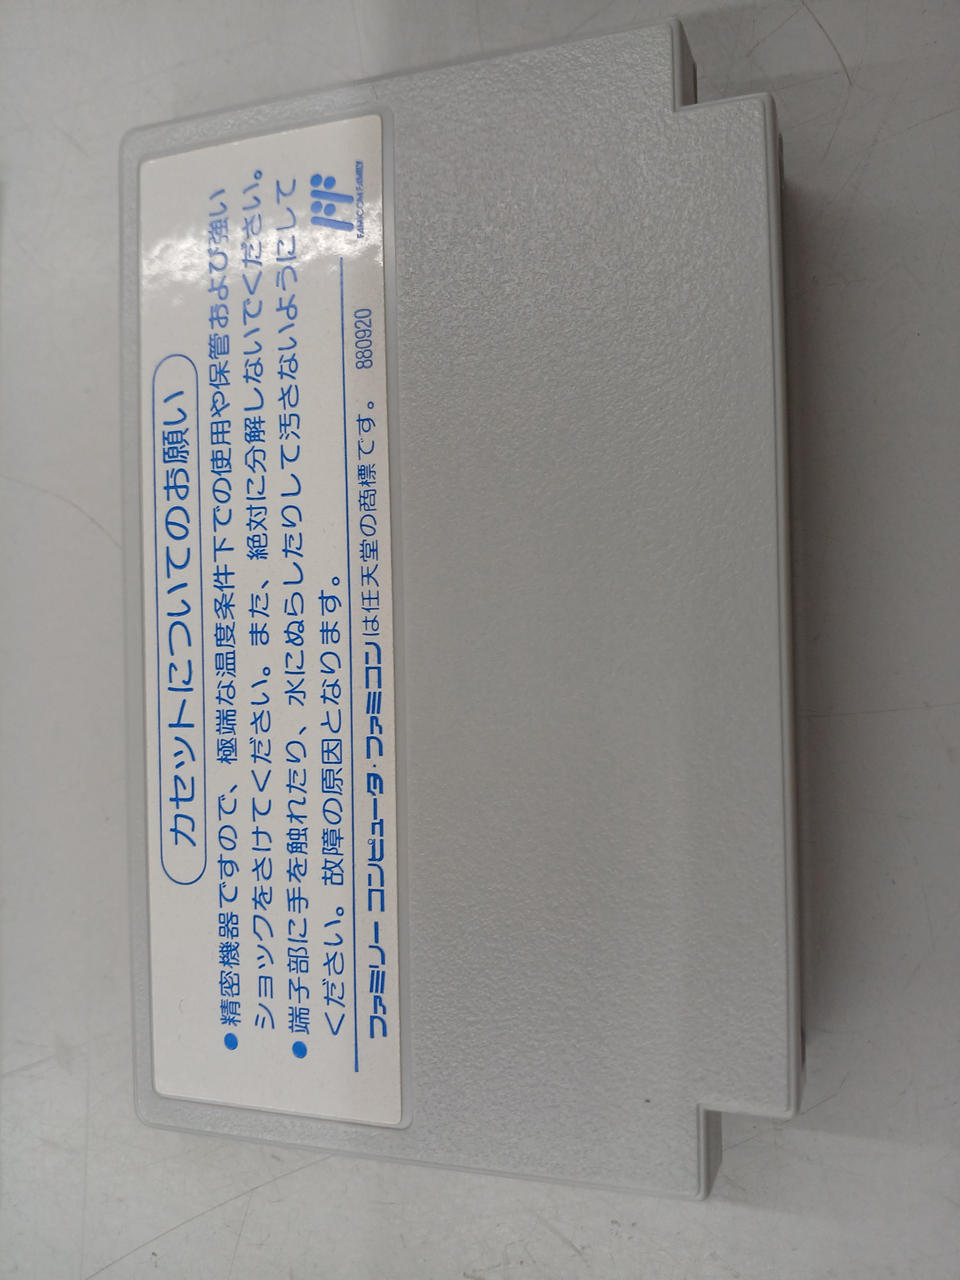 カセットについてのお願い
●精密機器ですので、極端な温度条件下での使用や保管および強い
ショックをさけてください。また、絶対に分解しないでください。
●端子部に手を触れたり、水にぬらしたりして汚さないようにして
ください。故障の原因となります。
FAMICOM FAMILY
ファミリー コンピュータ・ファミコンは任天堂の商標です。 880920